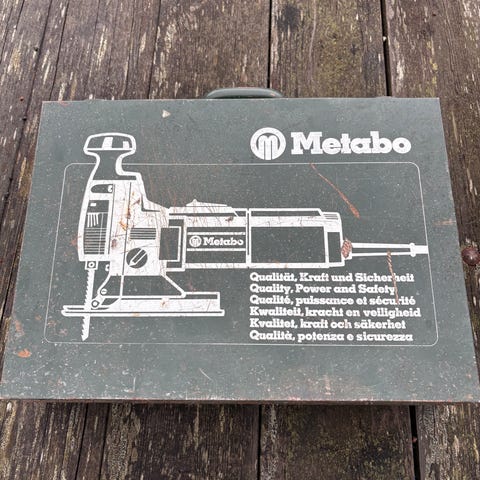 Metabo
Metabo
Qualität, Kraft und Sicherheit
Quality, Power and Safety
Qualité, puissance et sécurité
Kwaliteit, kracht en veiligheid
Kvalitet, kraft och säkerhet
Qualità, potenza e sicurezza